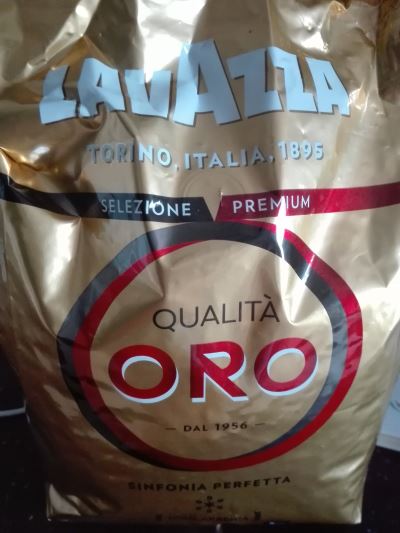 LAVAZZA
TORINO, ITALIA, 1895
SELEZIONE PREMIUM
QUALITÀ
ORO
DAL 1956
SINFONIA PERFETTA